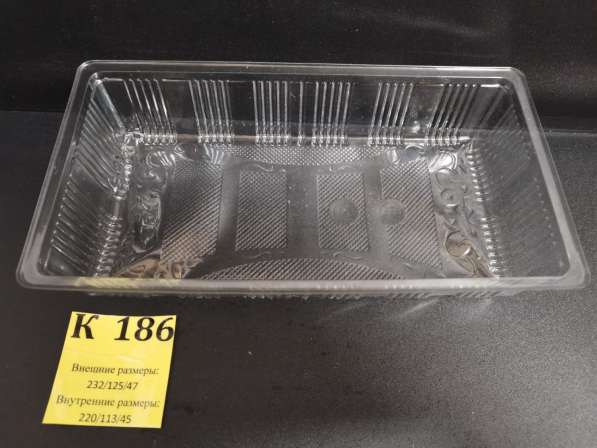 К 186
Внешние размеры:
232/125/47
Внутренние размеры:
220/113/45